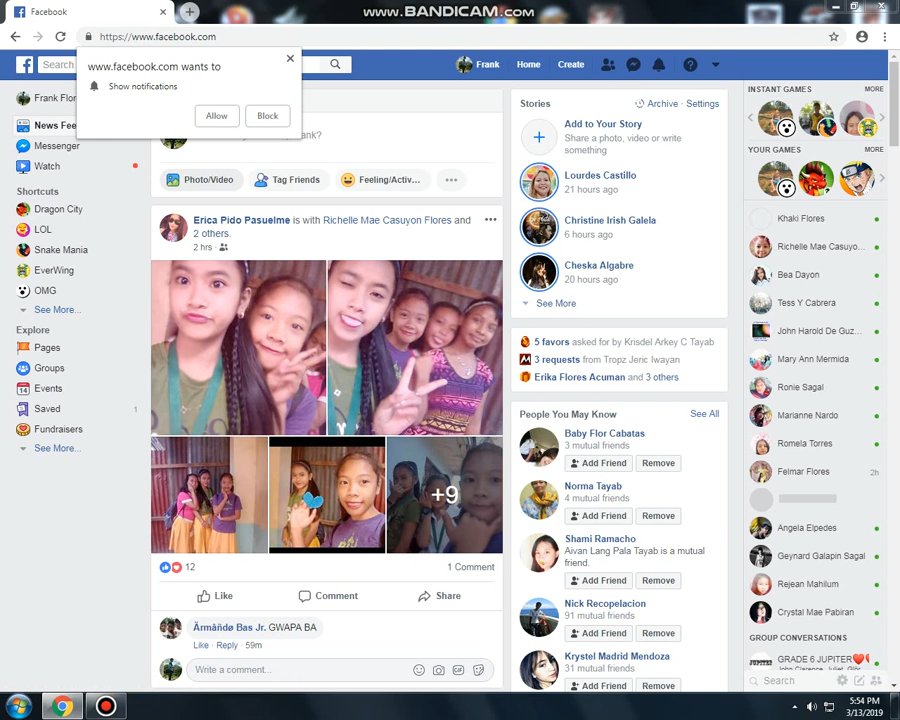 Facebook
www.BANDICAM.com
https://www.facebook.com
Search
Frank
Home
Create
www.facebook.com wants to
Show notifications
Allow
Block
Frank Flor
News Fee
Messenger
Watch
Shortcuts
Dragon City
LOL
Snake Mania
EverWing
OMG
See More...
Explore
Pages
Groups
Events
Saved 1
Fundraisers
See More...
Photo/Video
Tag Friends
Feeling/Activ...
Erica Pido Pasuelme is with Richelle Mae Casuyon Flores and
2 others.
2 hrs
+9
12
1 Comment
Like
Comment
Share
Ärmåñdø Bas Jr. GWAPA BA
Like · Reply · 59m
Write a comment...
Stories
Archive · Settings
Add to Your Story
Share a photo, video or write
something
Lourdes Castillo
21 hours ago
Christine Irish Galela
6 hours ago
Cheska Algabre
20 hours ago
See More
5 favors asked for by Krisdel Arkey C Tayab
3 requests from Tropz Jeric Iwayan
Erika Flores Acuman and 3 others
People You May Know
See All
Baby Flor Cabatas
3 mutual friends
Add Friend
Remove
Norma Tayab
4 mutual friends
Add Friend
Remove
Shami Ramacho
Aivan Lang Pala Tayab is a mutual
friend.
Add Friend
Remove
Nick Recopelacion
91 mutual friends
Add Friend
Remove
Krystel Madrid Mendoza
31 mutual friends
Add Friend
Remove
INSTANT GAMES
MORE
YOUR GAMES
MORE
Khaki Flores
Richelle Mae Casuyo...
Bea Dayon
Tess Y Cabrera
John Harold De Guz...
Mary Ann Mermida
Ronie Sagal
Marianne Nardo
Romela Torres
Felmar Flores 2h
Angela Elpedes
Geynard Galapin Sagal
Rejean Mahilum
Crystal Mae Pabiran
GROUP CONVERSATIONS
GRADE 6 JUPITER❤️
Search
5:54 PM
3/13/2019